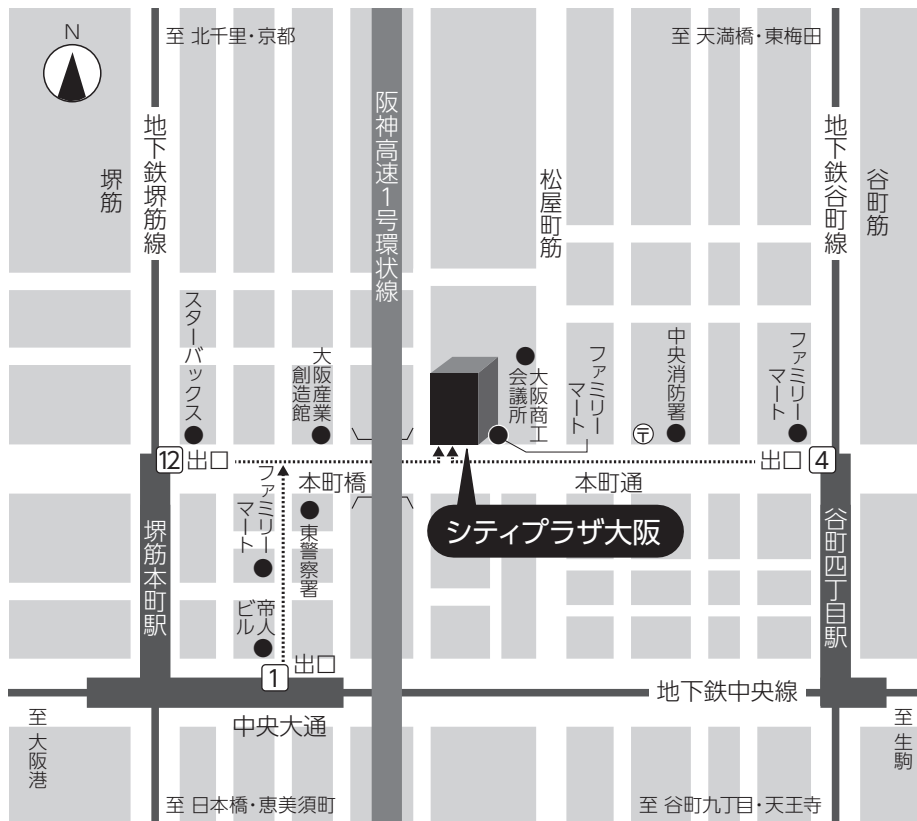 N
至 北千里・京都
至 天満橋・東梅田
堺筋
地下鉄堺筋線
阪神高速1号環状線
松屋町筋
地下鉄谷町線
谷町筋
スターバックス
大阪産業
創造館
大阪商工
会議所
ファミリー
マート
中央消防署
〒
ファミリー
マート
12 出口
本町橋
本町通
出口 4
シティプラザ大阪
堺筋本町駅
ファミリー
マート
東警察署
帝人
ビル
谷町四丁目駅
1 出口
地下鉄中央線
中央大通
至 大阪港
至 生駒
至 日本橋・恵美須町
至 谷町九丁目・天王寺